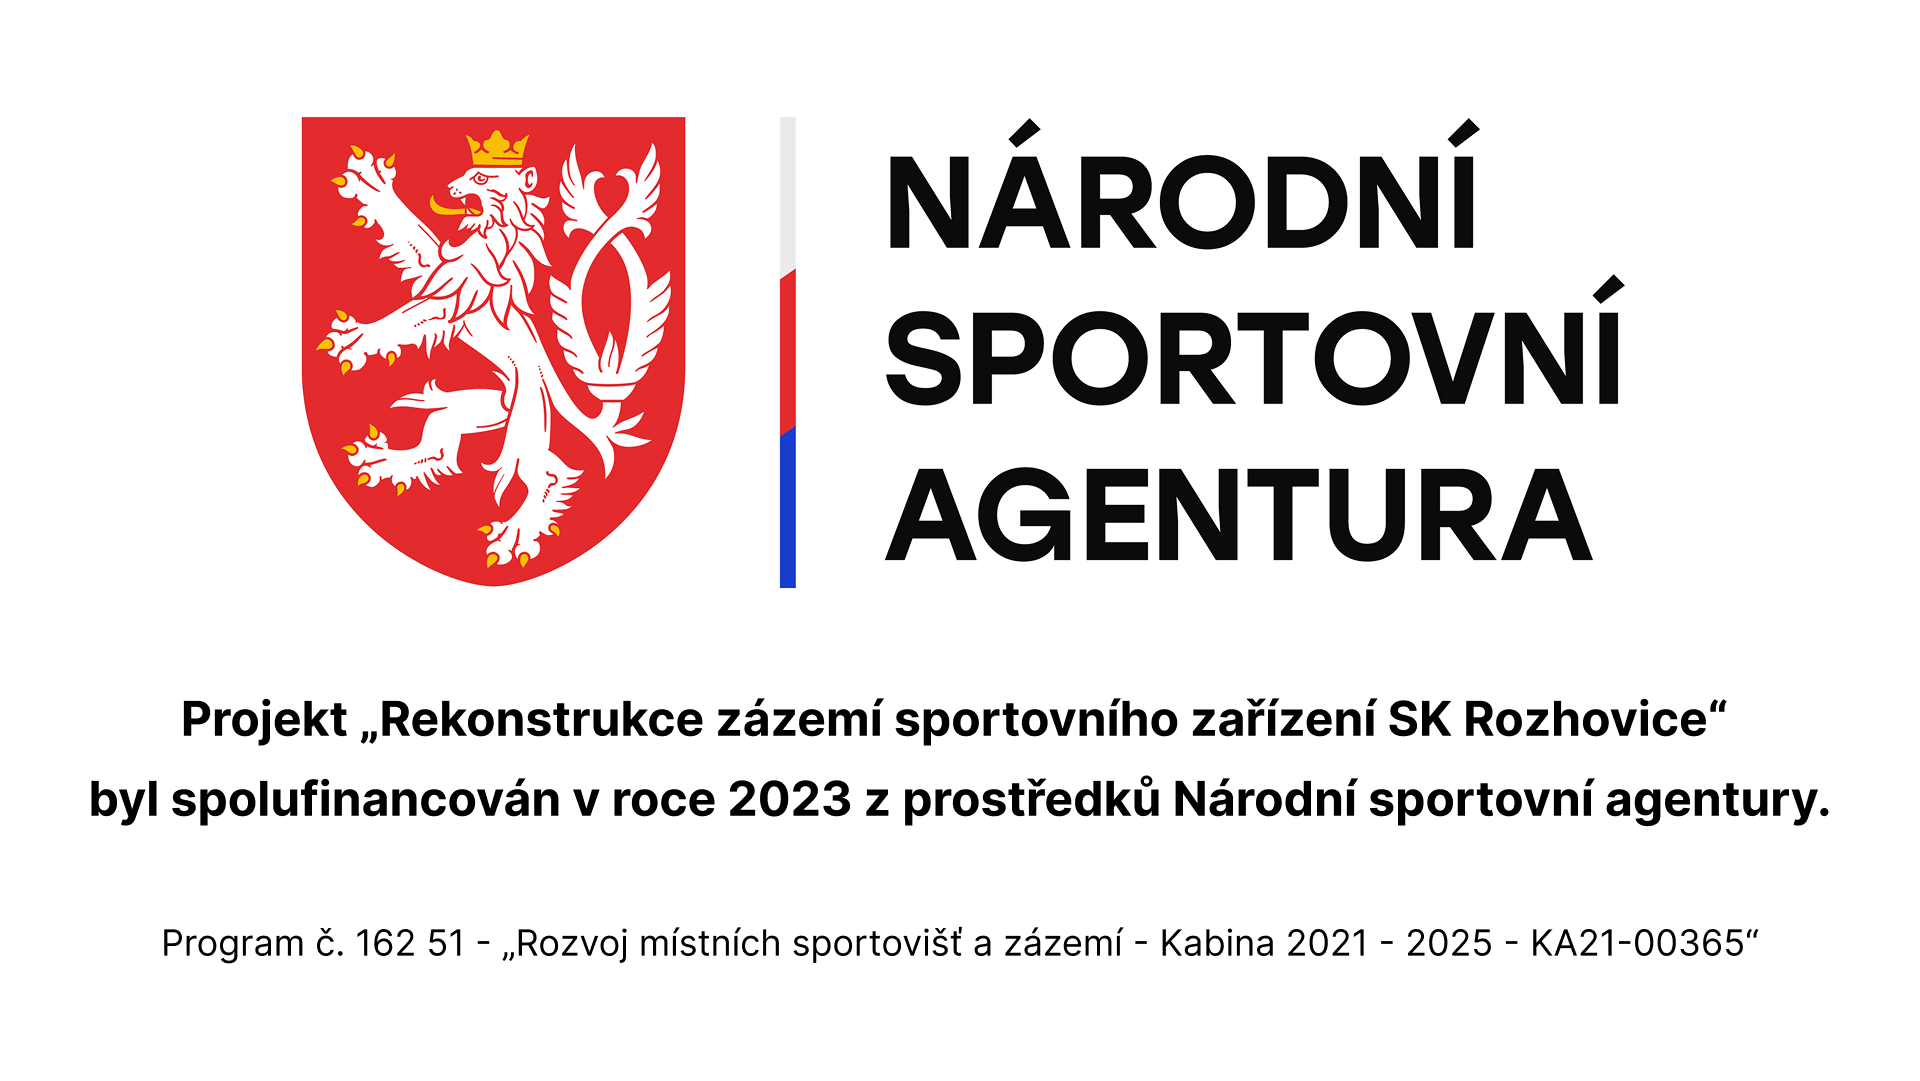 NÁRODNÍ
SPORTOVNÍ
AGENTURA
Projekt „Rekonstrukce zázemí sportovního zařízení SK Rozhovice“
byl spolufinancován v roce 2023 z prostředků Národní sportovní agentury.
Program č. 162 51 - „Rozvoj místních sportovišť a zázemí - Kabina 2021 - 2025 - KA21-00365“